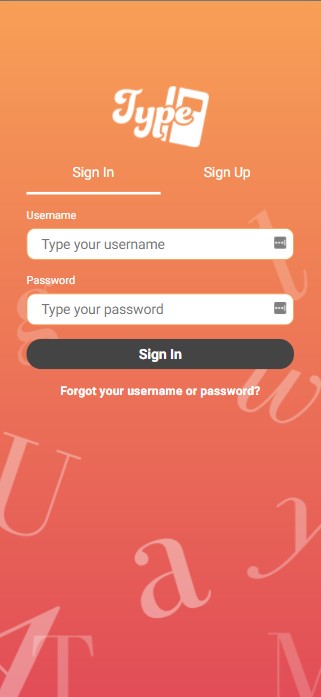 Type
Sign In Sign Up
Username
Type your username
Password
Type your password
Sign In
Forgot your username or password?
g
l
w
U
a
y
A
T
M